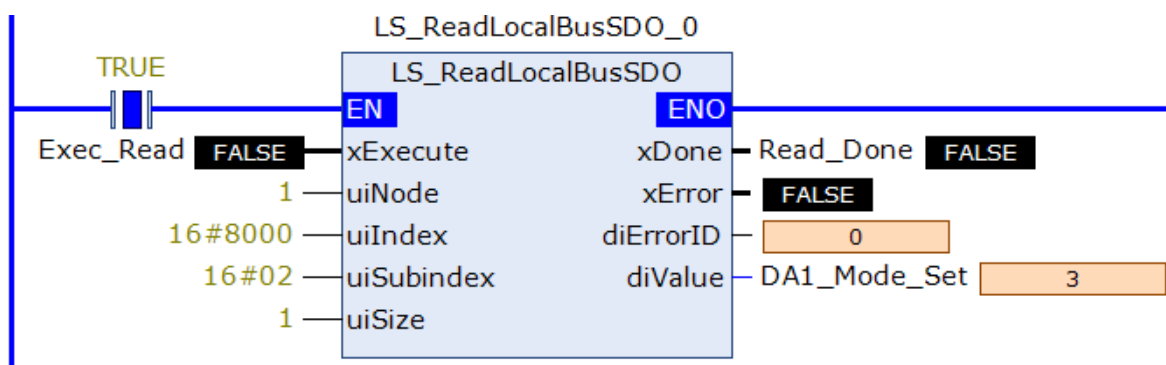 LS_ReadLocalBusSDO_0
TRUE LS_ReadLocalBusSDO
EN ENO
Exec_Read FALSE xExecute xDone Read_Done FALSE
1 uiNode xError FALSE
16#8000 uiIndex diErrorID 0
16#02 uiSubindex diValue DA1_Mode_Set 3
1 uiSize